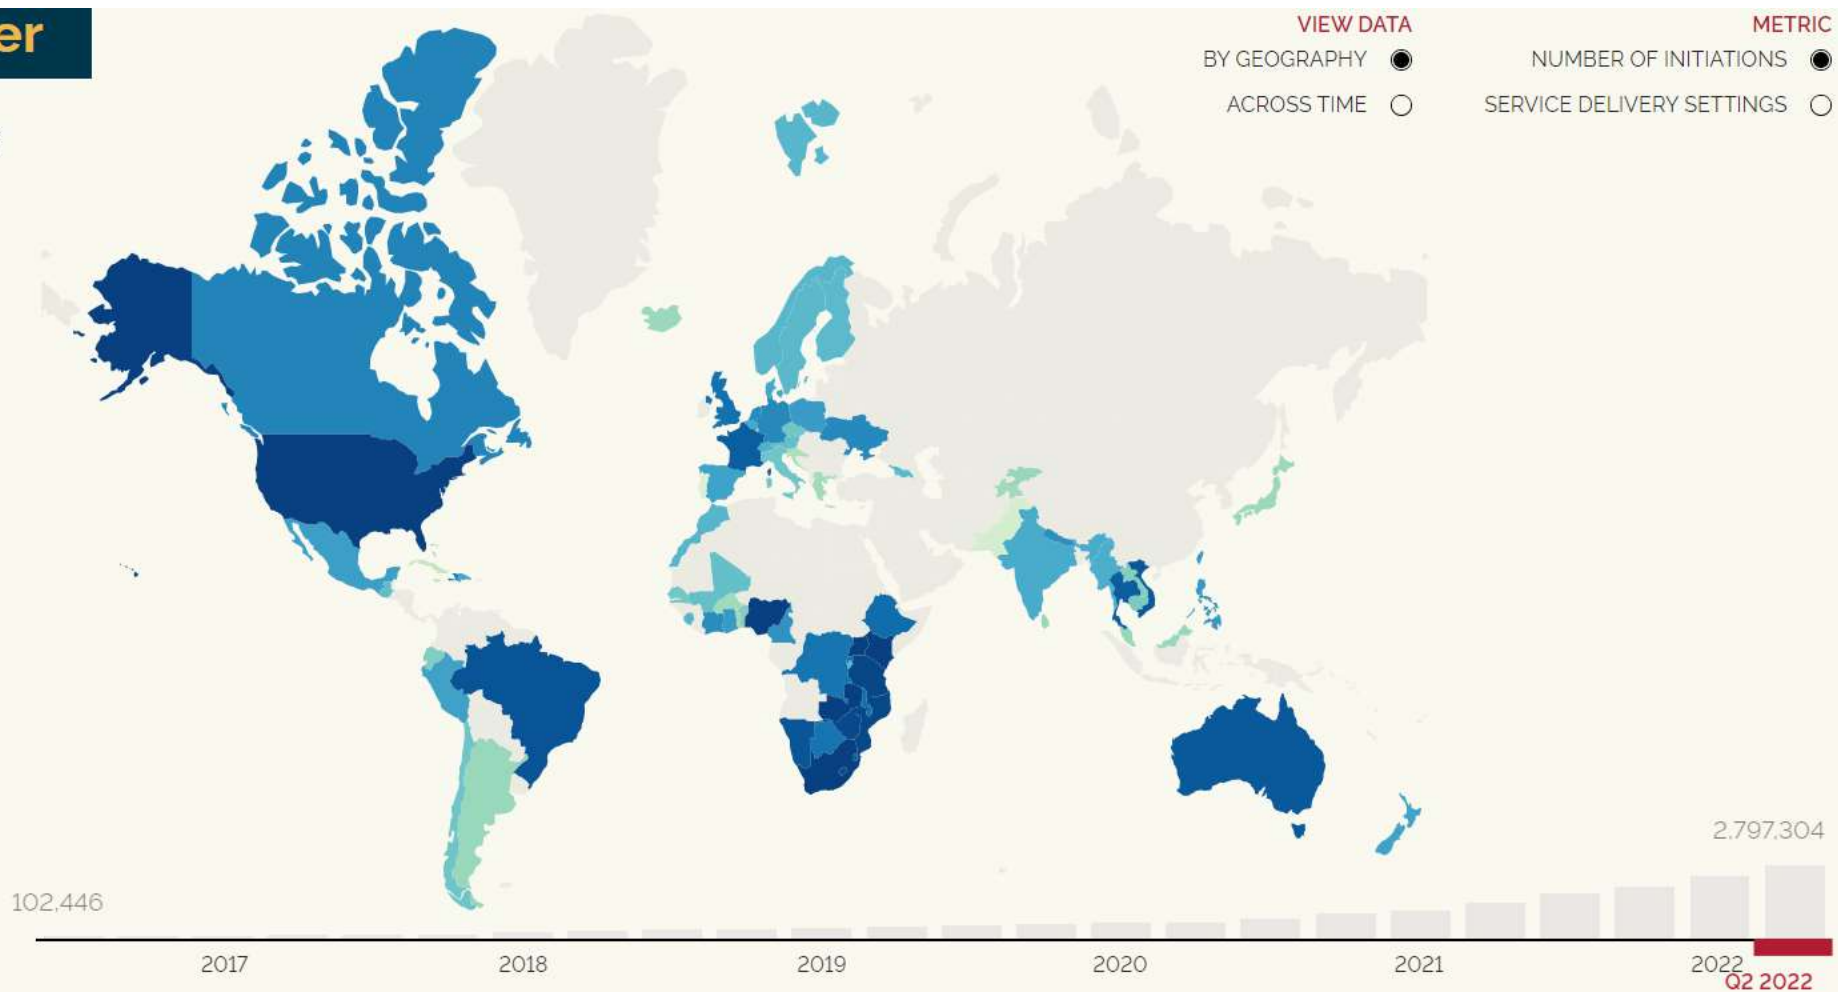 er
VIEW DATA
METRIC
BY GEOGRAPHY
NUMBER OF INITIATIONS
ACROSS TIME
SERVICE DELIVERY SETTINGS
2,797,304
102,446
2017
2018
2019
2020
2021
2022
Q2 2022